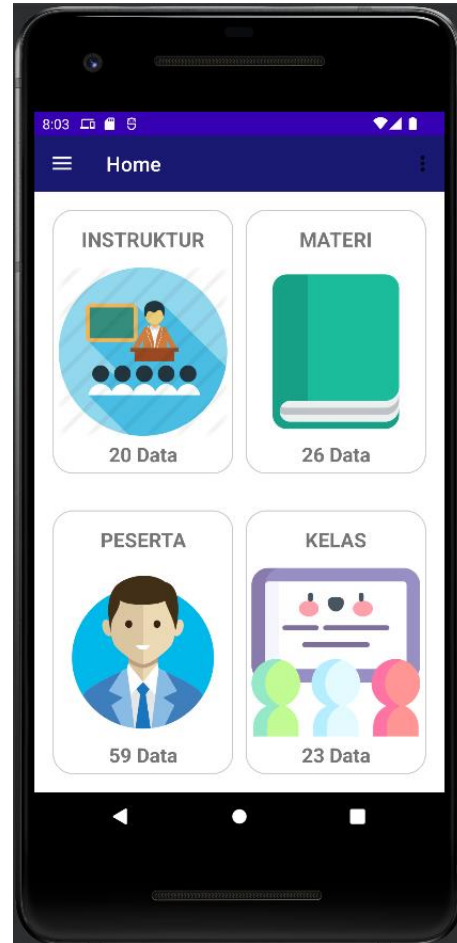 8:03
Home
INSTRUKTUR
MATERI
20 Data
26 Data
PESERTA
KELAS
59 Data
23 Data